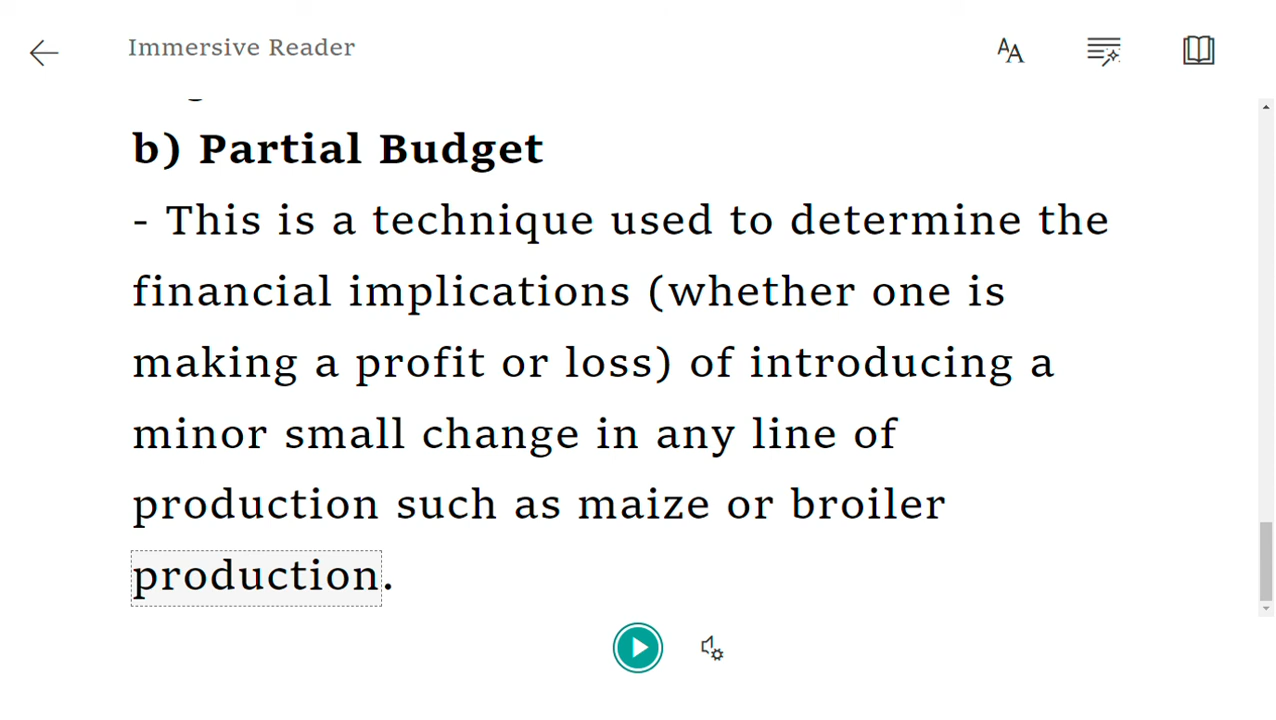 Immersive Reader
b) Partial Budget
- This is a technique used to determine the
financial implications (whether one is
making a profit or loss) of introducing a
minor small change in any line of
production such as maize or broiler
production.